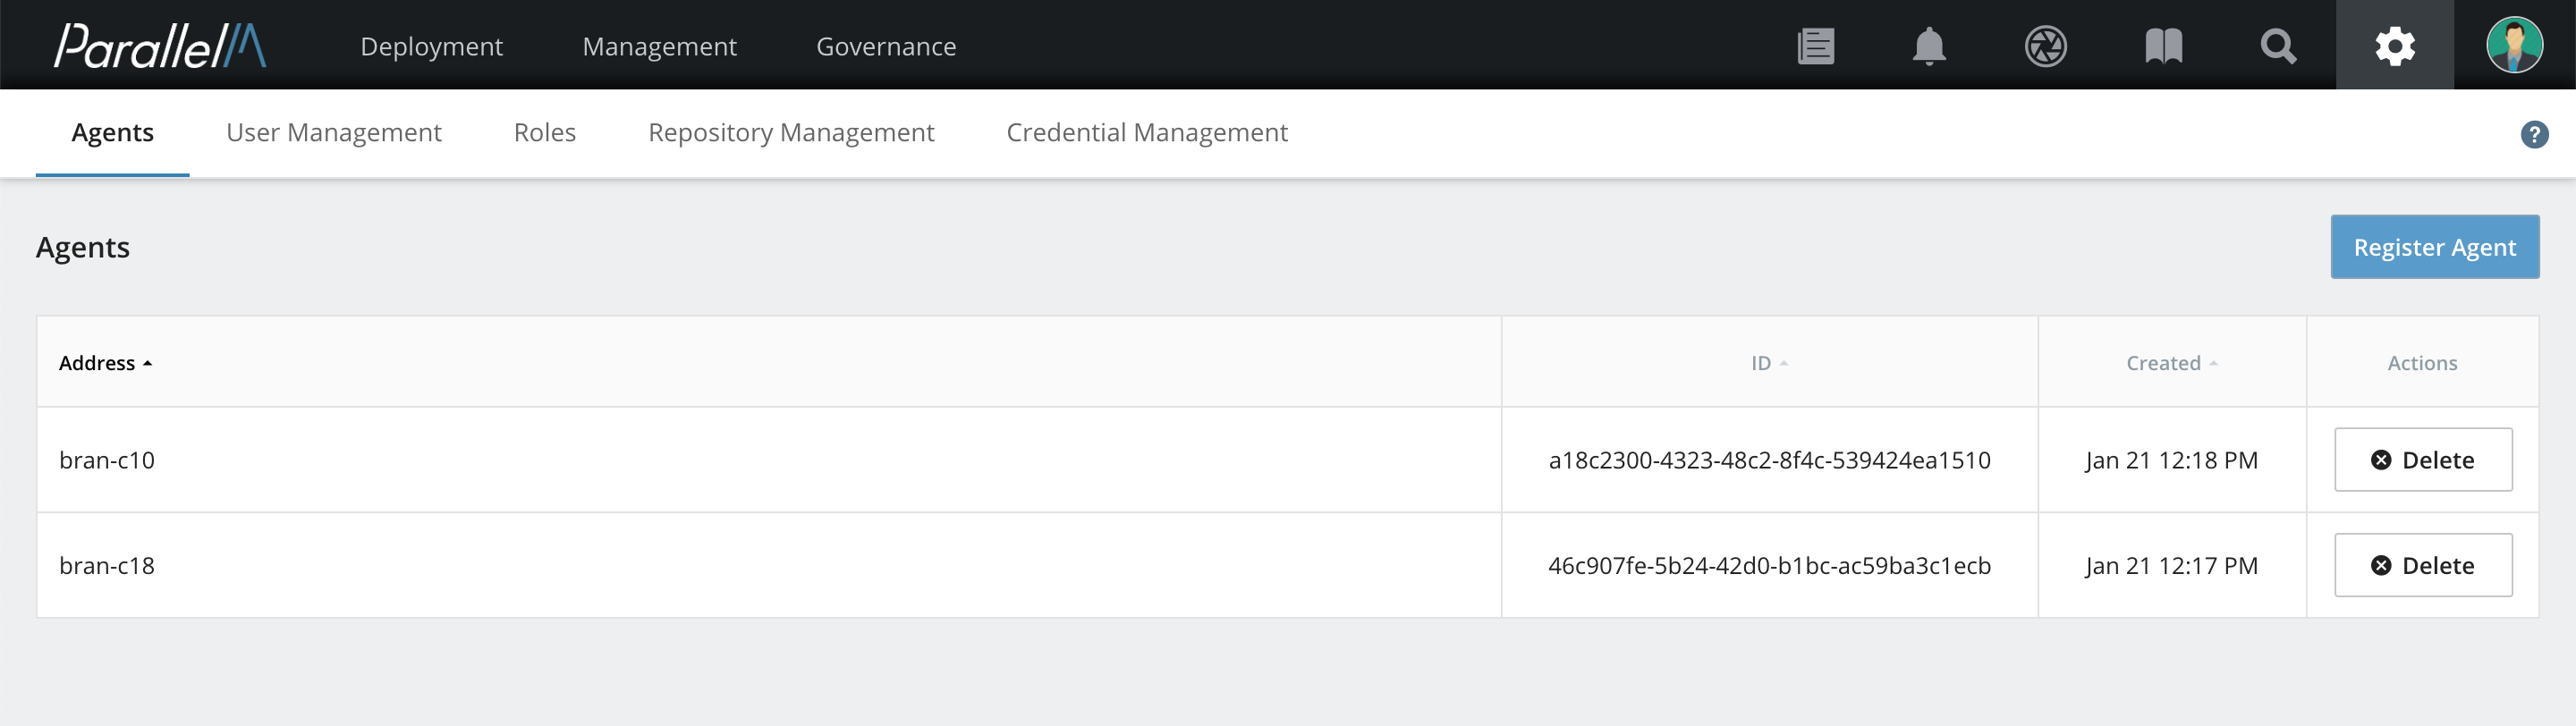 ParallelM Deployment Management Governance
Agents User Management Roles Repository Management Credential Management ?
Agents Register Agent
Address ID Created Actions
bran-c10 a18c2300-4323-48c2-8f4c-539424ea1510 Jan 21 12:18 PM Delete
bran-c18 46c907fe-5b24-42d0-b1bc-ac59ba3c1ecb Jan 21 12:17 PM Delete